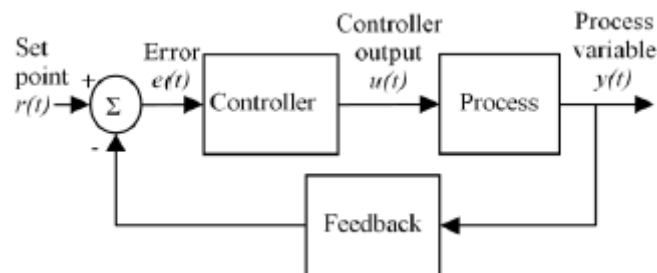 Set
point
r(t)
+
-
Σ
Error
e(t)
Controller
Controller
output
u(t)
Process
Process
variable
y(t)
Feedback